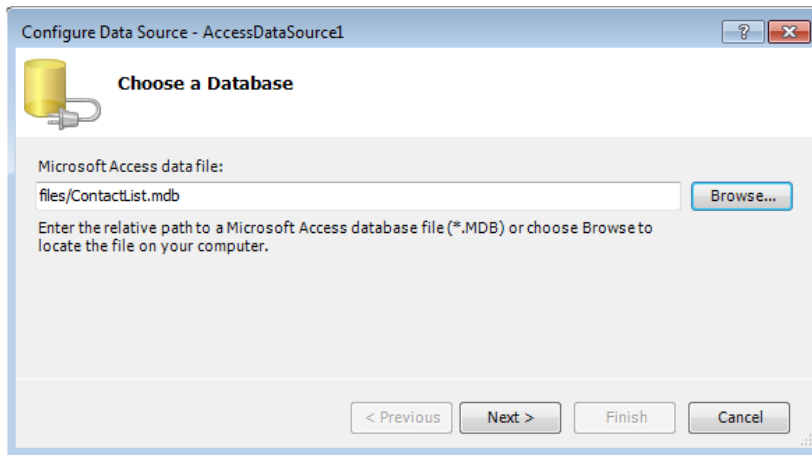 Configure Data Source - AccessDataSource1
Choose a Database
Microsoft Access data file:
files/ContactList.mdb
Browse...
Enter the relative path to a Microsoft Access database file (*.MDB) or choose Browse to
locate the file on your computer.
< Previous
Next >
Finish
Cancel